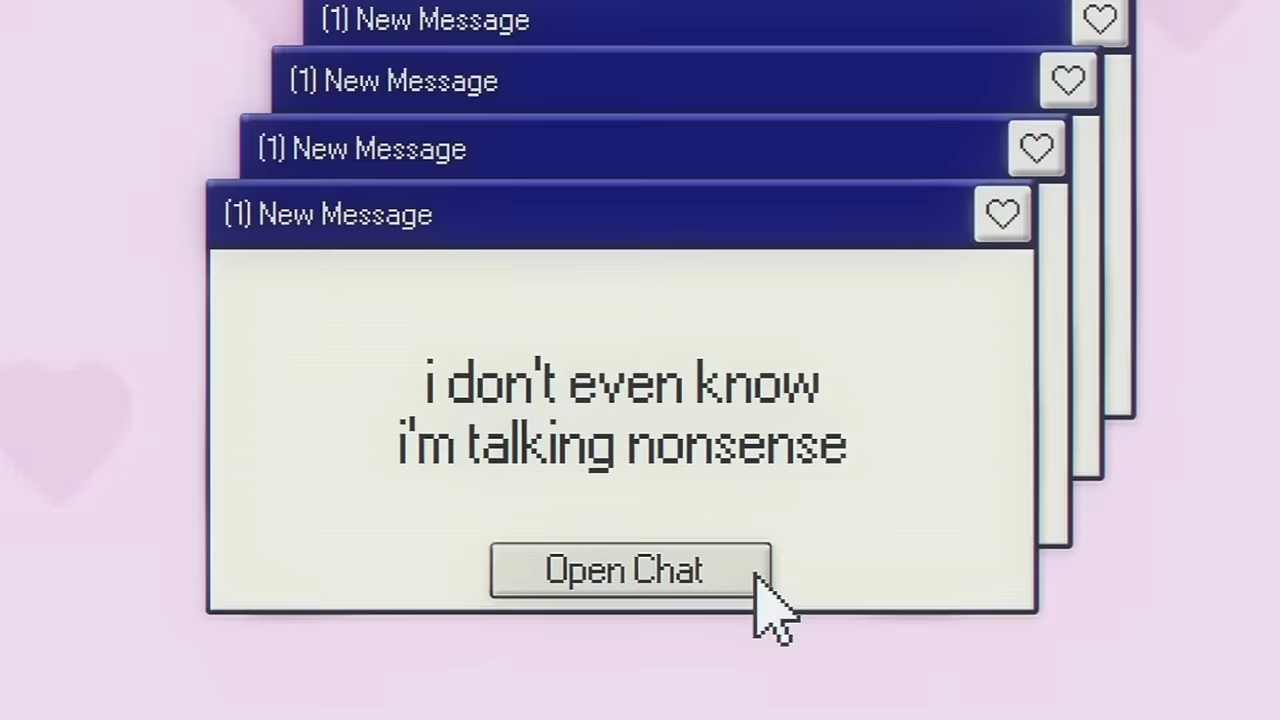 (1) New Message
(1) New Message
(1) New Message
(1) New Message
i don't even know
i'm talking nonsense
Open Chat